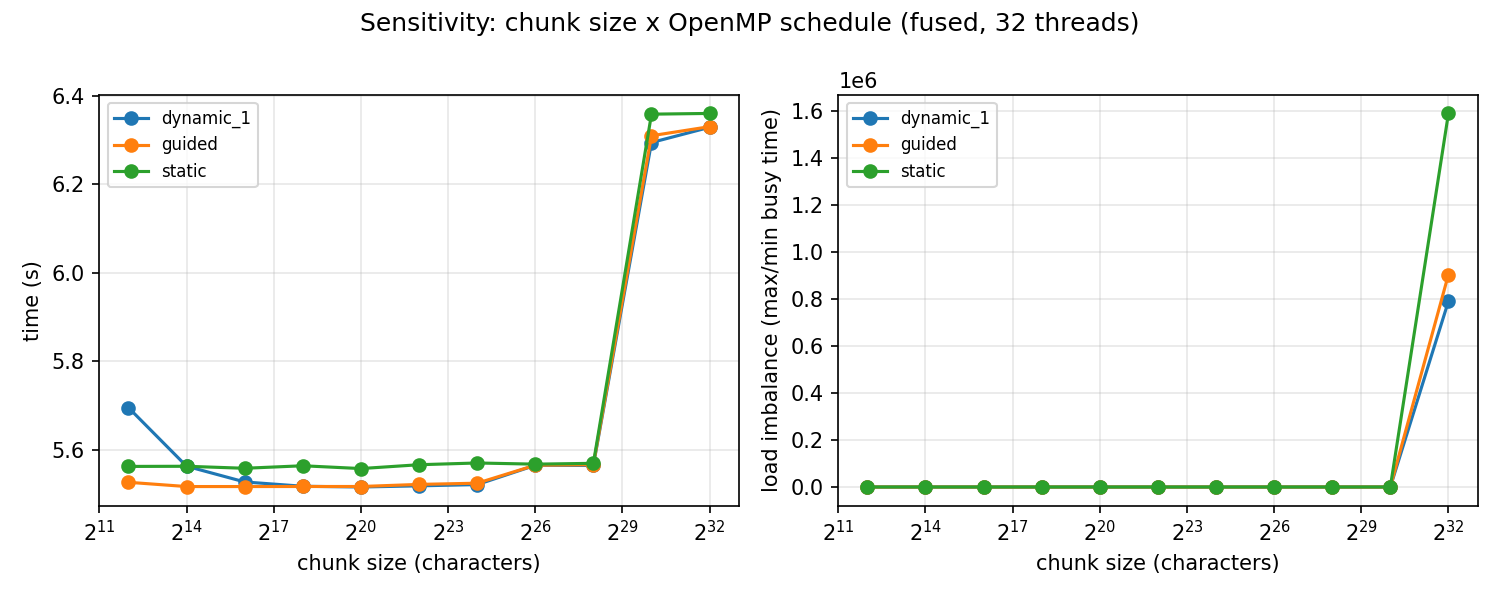 Sensitivity: chunk size x OpenMP schedule (fused, 32 threads)
time (s)
6.4
6.2
6.0
5.8
5.6
dynamic_1
guided
static
2^11 2^14 2^17 2^20 2^23 2^26 2^29 2^32
chunk size (characters)
1e6
load imbalance (max/min busy time)
1.6
1.4
1.2
1.0
0.8
0.6
0.4
0.2
0.0
dynamic_1
guided
static
2^11 2^14 2^17 2^20 2^23 2^26 2^29 2^32
chunk size (characters)